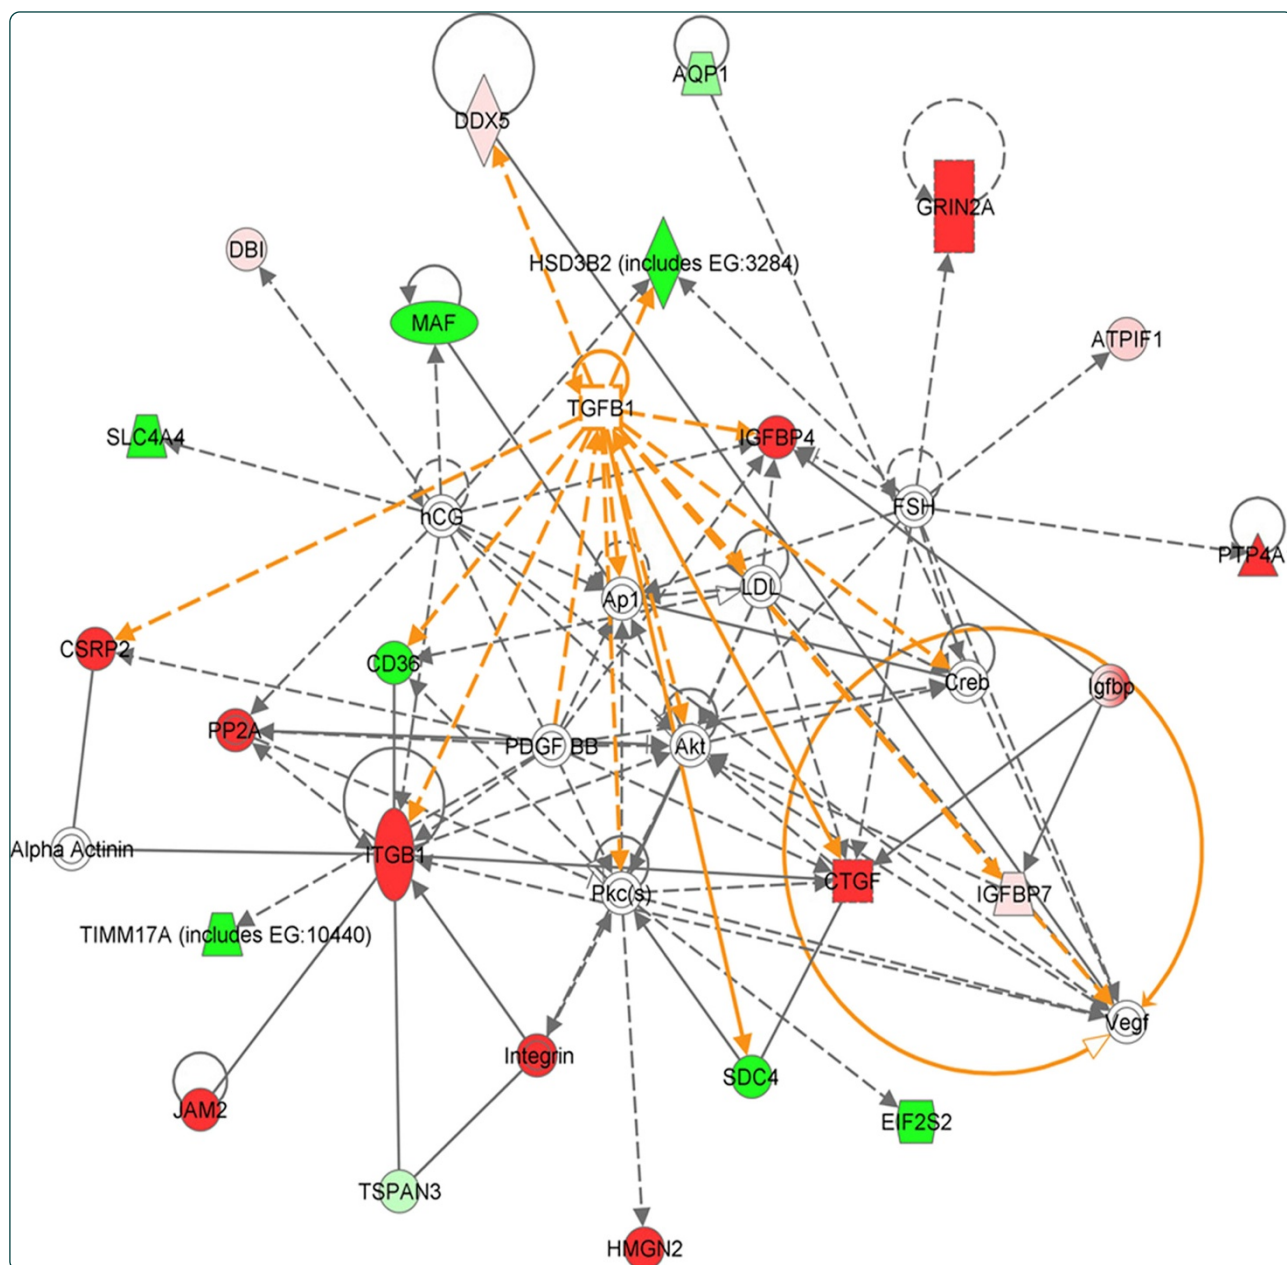 AQP1
DDX5
GRIN2A
DBI
HSD3B2 (includes EG:3284)
MAF
ATPIF1
TGFB1
SLC4A4
IGFBP4
hCG
FSH
PTP4A
LDL
Ap1
CSRP2
CD36
Creb
Igfbp
PP2A
PDGF BB
Akt
Alpha Actinin
ITGB1
CTGF
Pkc(s)
IGFBP7
TIMM17A (includes EG:10440)
Vegf
Integrin
SDC4
JAM2
EIF2S2
TSPAN3
HMGN2